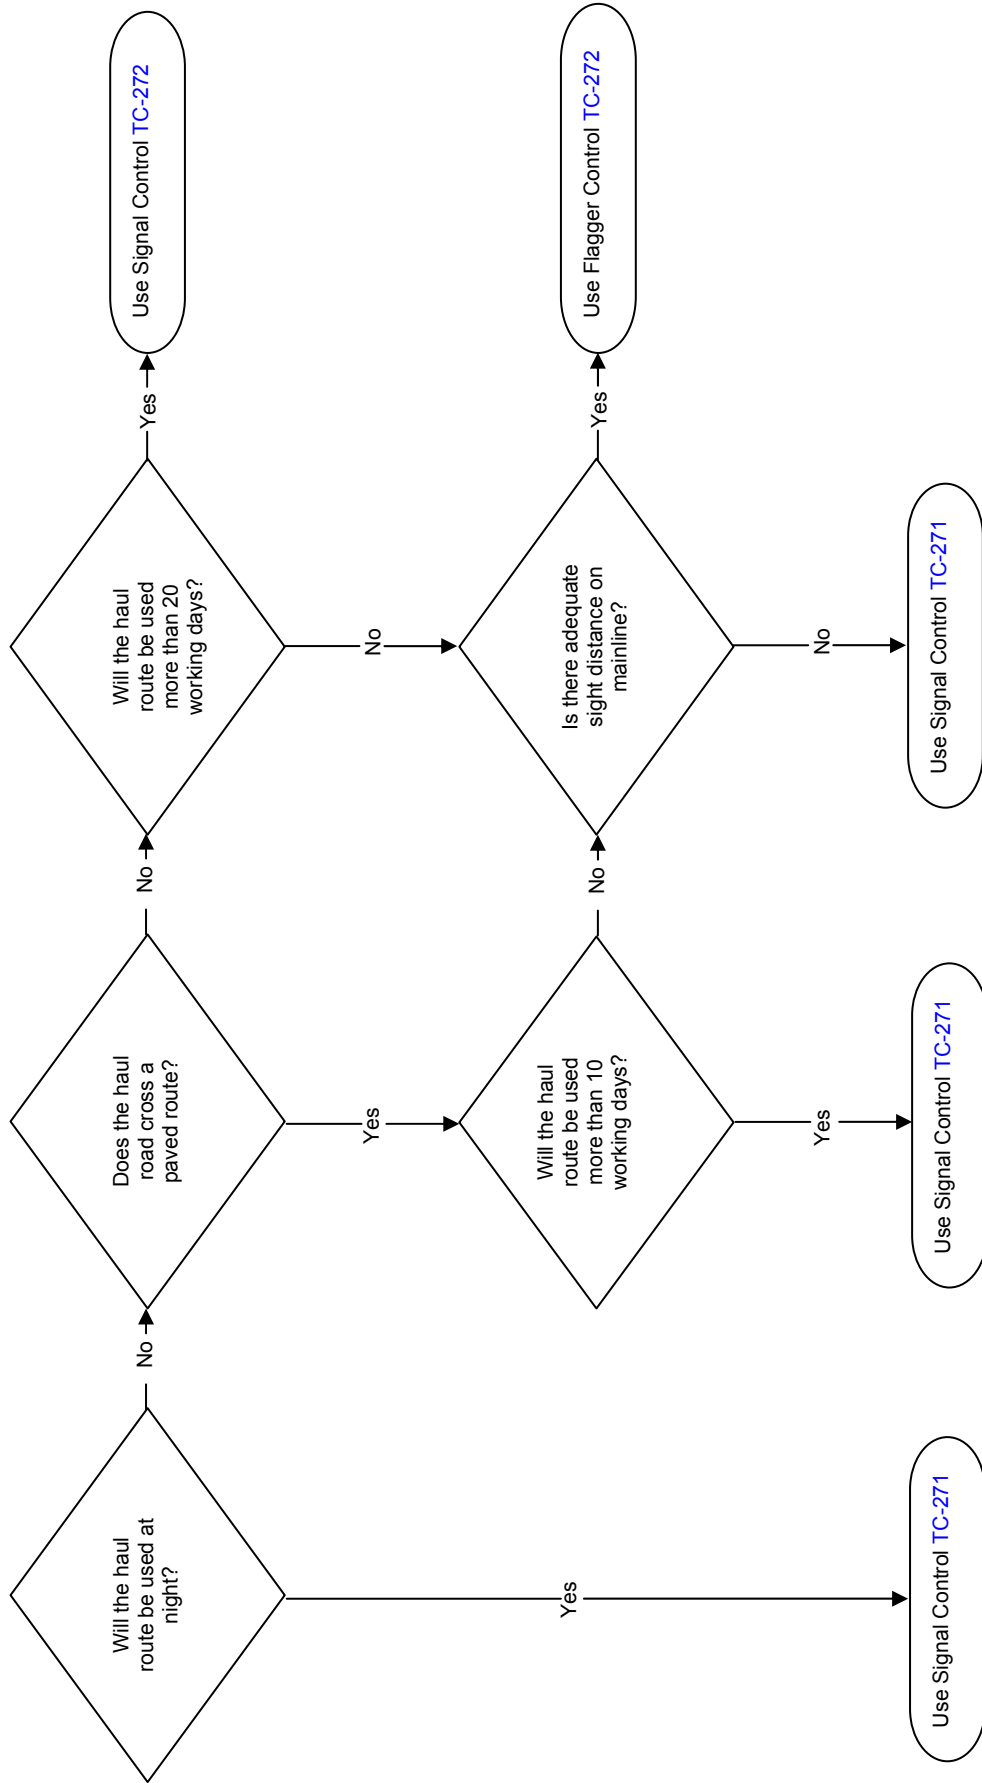 Will the haul
route be used at
night?
No
Does the haul
road cross a
paved route?
No
Will the haul
route be used
more than 20
working days?
Yes
Use Signal Control TC-272
Yes
Yes
No
Will the haul
route be used
more than 10
working days?
No
Is there adequate
sight distance on
mainline?
Yes
Use Flagger Control TC-272
Yes
No
Use Signal Control TC-271
Use Signal Control TC-271
Use Signal Control TC-271